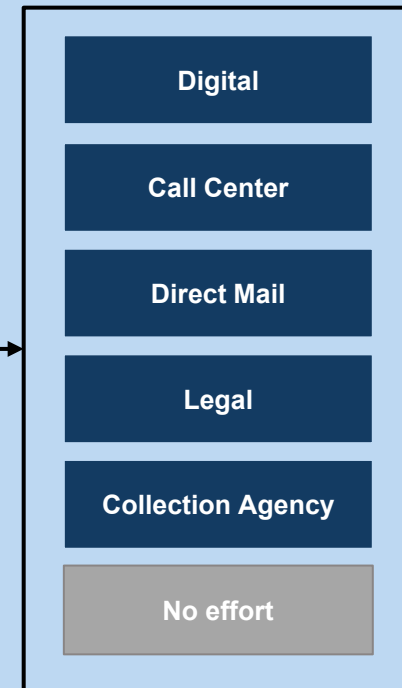 Digital
Call Center
Direct Mail
Legal
Collection Agency
No effort